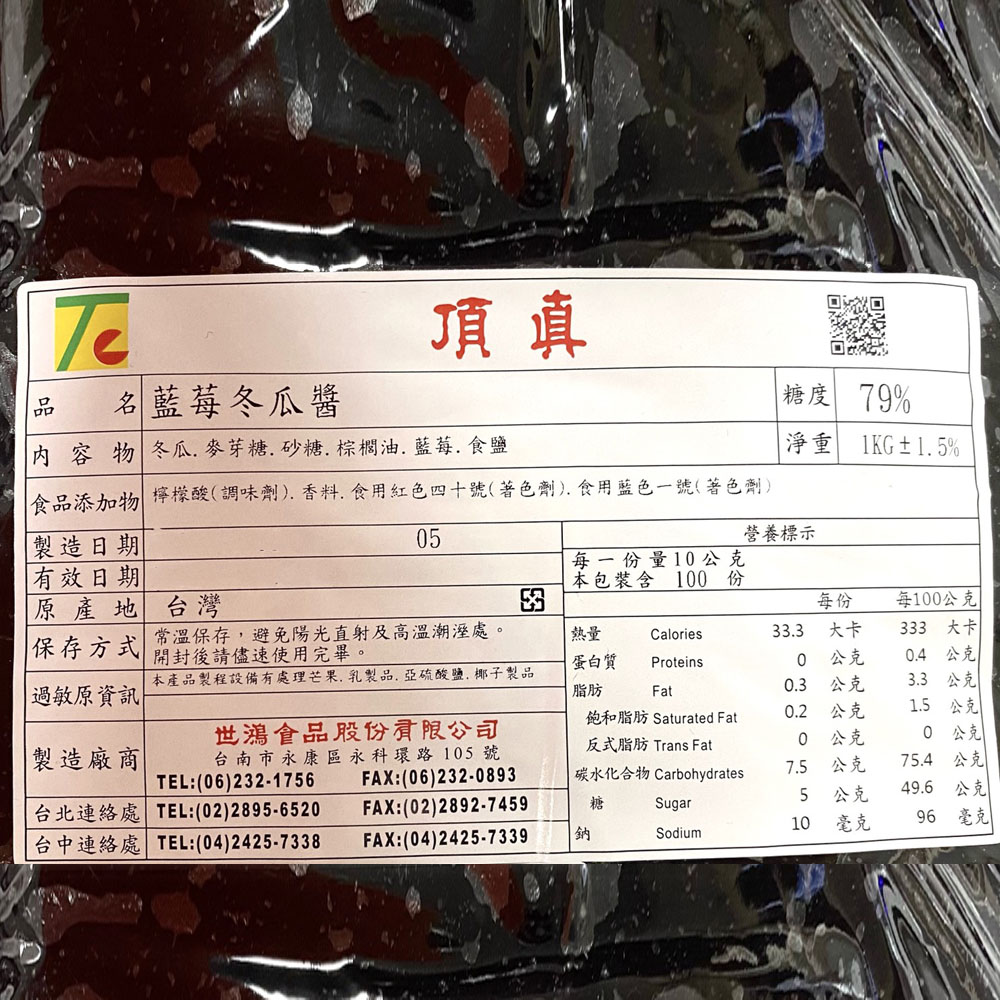 Te
頂真
品名 藍莓冬瓜醬 糖度 79%
內容物 冬瓜.麥芽糖.砂糖.棕櫚油.藍莓.食鹽 淨重 1KG±1.5%
食品添加物 檸檬酸(調味劑).香料.食用紅色四十號(著色劑).食用藍色一號(著色劑)
製造日期 05
有效日期
原產地 台灣
保存方式 常溫保存，避免陽光直射及高溫潮溼處。
開封後請儘速使用完畢。
過敏原資訊 本產品製程設備有處理芒果.乳製品.亞硫酸鹽.椰子製品
製造廠商 世鴻食品股份有限公司
台南市永康區永科環路 105 號
TEL:(06)232-1756 FAX:(06)232-0893
台北連絡處 TEL:(02)2895-6520 FAX:(02)2892-7459
台中連絡處 TEL:(04)2425-7338 FAX:(04)2425-7339
營養標示
每一份量10公克
本包裝含 100 份
每份 每100公克
熱量 Calories 33.3 大卡 333 大卡
蛋白質 Proteins 0 公克 0.4 公克
脂肪 Fat 0.3 公克 3.3 公克
飽和脂肪 Saturated Fat 0.2 公克 1.5 公克
反式脂肪 Trans Fat 0 公克 0 公克
碳水化合物 Carbohydrates 7.5 公克 75.4 公克
糖 Sugar 5 公克 49.6 公克
鈉 Sodium 10 毫克 96 毫克